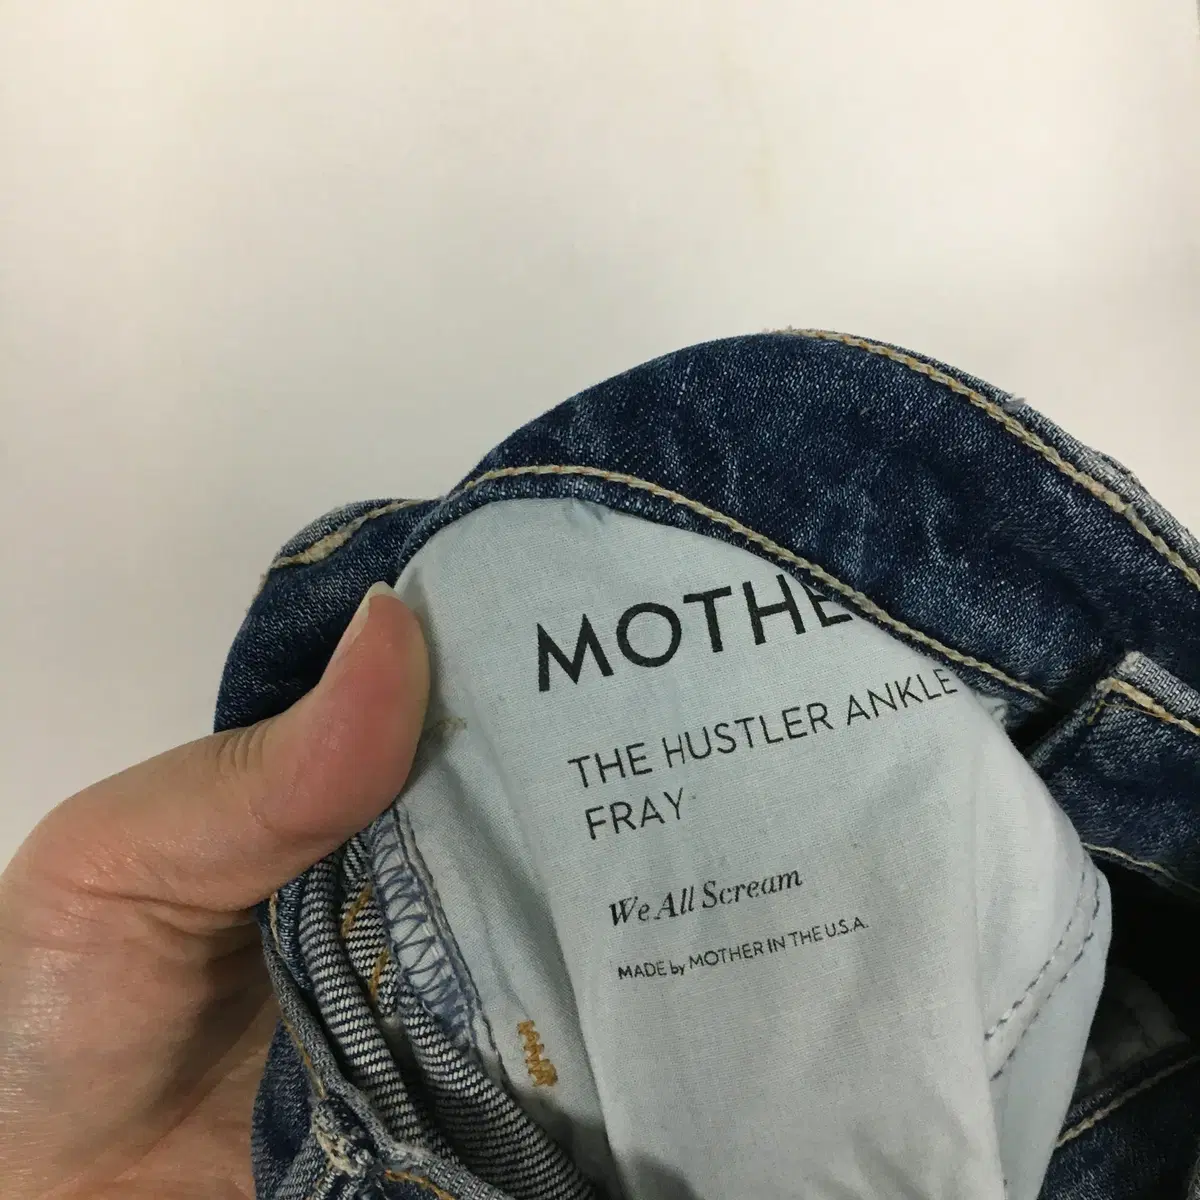 MOTHE
THE HUSTLER ANKLE
FRAY
We All Scream
MADE by MOTHER IN THE U.S.A.